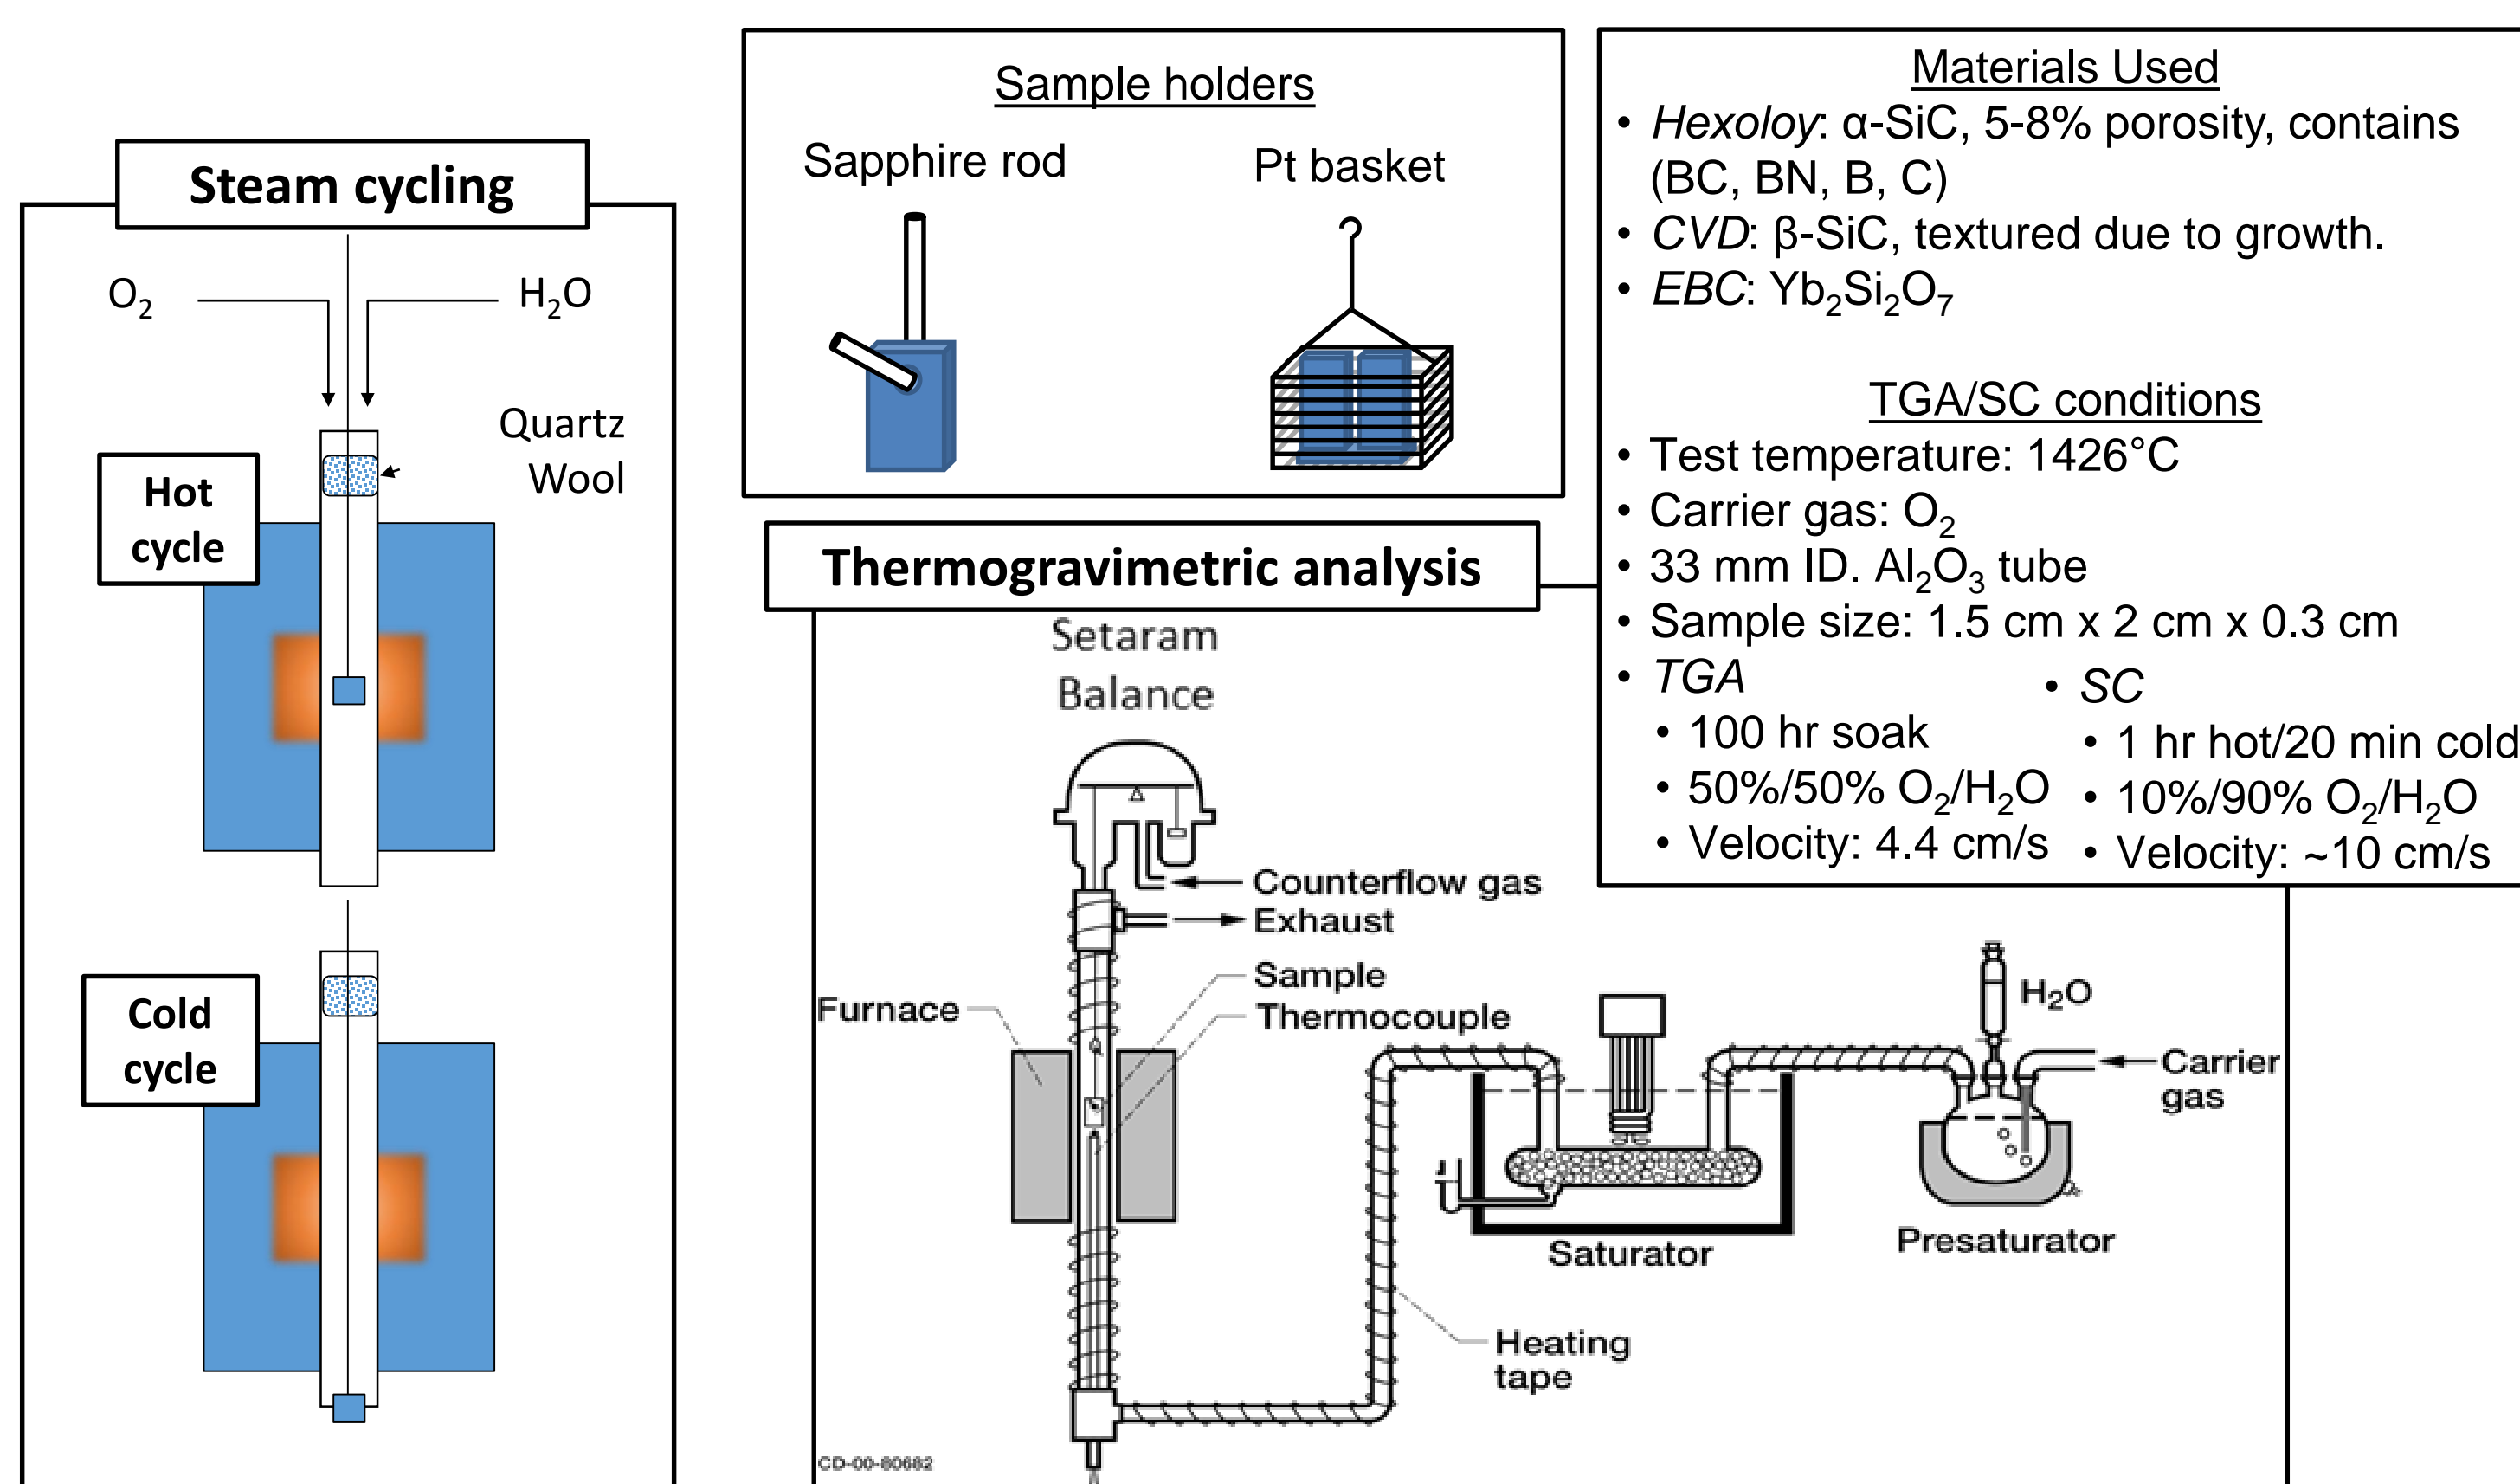 Steam cycling
O₂
H₂O
Quartz
Wool
Hot
cycle
Cold
cycle
Sample holders
Sapphire rod
Pt basket
Materials Used
• Hexoloy: α-SiC, 5-8% porosity, contains
(BC, BN, B, C)
• CVD: β-SiC, textured due to growth.
• EBC: Yb₂Si₂O₇
TGA/SC conditions
• Test temperature: 1426°C
• Carrier gas: O₂
• 33 mm ID. Al₂O₃ tube
• Sample size: 1.5 cm x 2 cm x 0.3 cm
• TGA
• 100 hr soak
• 50%/50% O₂/H₂O
• Velocity: 4.4 cm/s
• SC
• 1 hr hot/20 min cold
• 10%/90% O₂/H₂O
• Velocity: ~10 cm/s
Thermogravimetric analysis
Setaram
Balance
Counterflow gas
Exhaust
Sample
Thermocouple
Furnace
H₂O
Carrier
gas
Saturator
Presaturator
Heating
tape
CD-00-80682